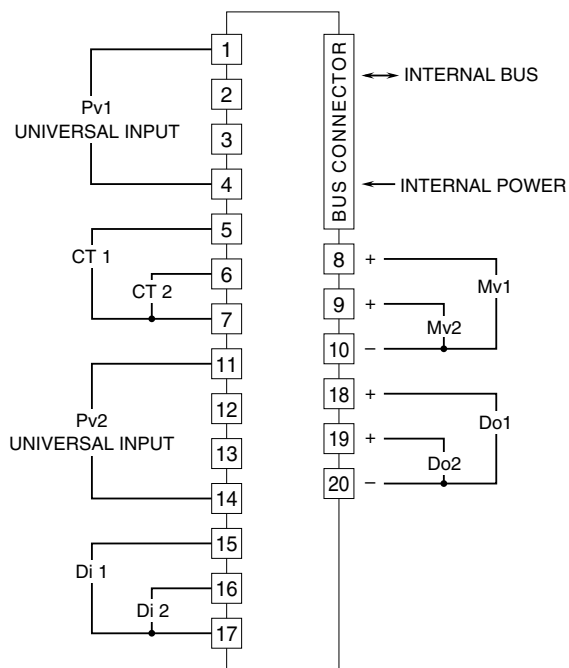 1
2
Pv1
UNIVERSAL INPUT
3
4
5
CT 1
6
CT 2
7
11
Pv2
12
UNIVERSAL INPUT
13
14
15
Di 1
16
Di 2
17
BUS CONNECTOR
INTERNAL BUS
INTERNAL POWER
8 +
Mv1
9 +
Mv2
10 −
18 +
Do1
19 +
Do2
20 −